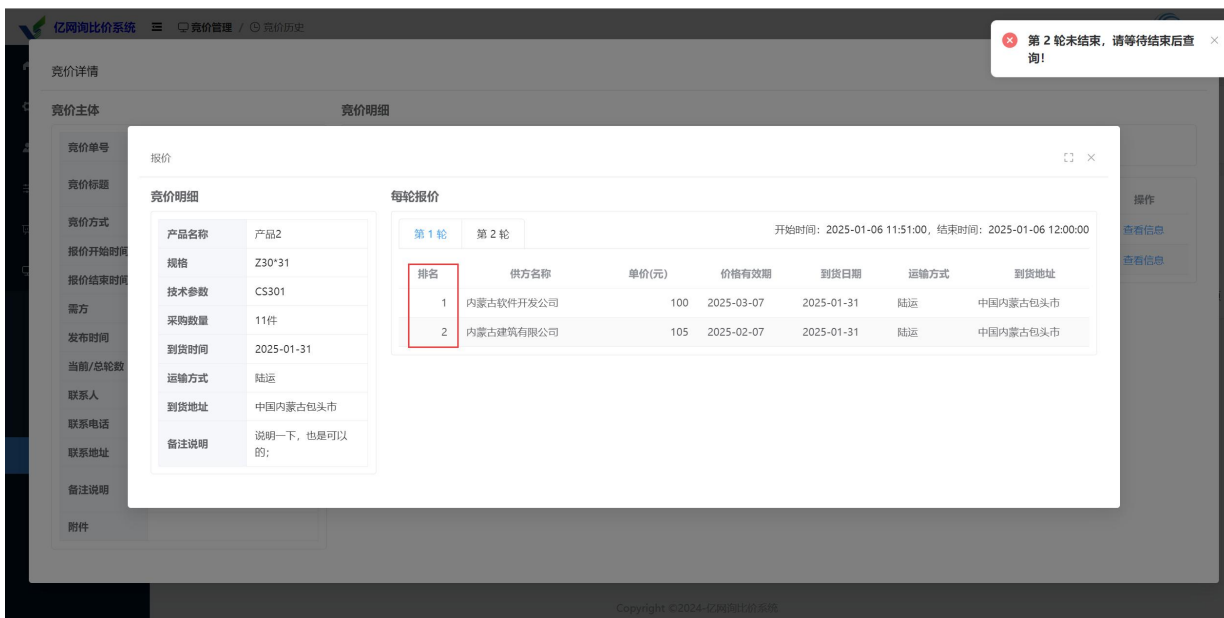 亿网询比价系统
竞价管理 / 竞价历史
第 2 轮未结束，请等待结束后查
询！
竞价详情
竞价主体
竞价明细
竞价单号
竞价标题
竞价方式
报价开始时间
报价结束时间
需方
发布时间
当前/总轮数
联系人
联系电话
联系地址
备注说明
附件
操作
查看信息
查看信息
报价
竞价明细
产品名称 产品2
规格 Z30*31
技术参数 CS301
采购数量 11件
到货时间 2025-01-31
运输方式 陆运
到货地址 中国内蒙古包头市
备注说明 说明一下，也是可以
的;
每轮报价
第 1 轮 第 2 轮 开始时间：2025-01-06 11:51:00，结束时间：2025-01-06 12:00:00
排名 供方名称 单价(元) 价格有效期 到货日期 运输方式 到货地址
1 内蒙古软件开发公司 100 2025-03-07 2025-01-31 陆运 中国内蒙古包头市
2 内蒙古建筑有限公司 105 2025-02-07 2025-01-31 陆运 中国内蒙古包头市
Copyright ©2024-亿网询比价系统